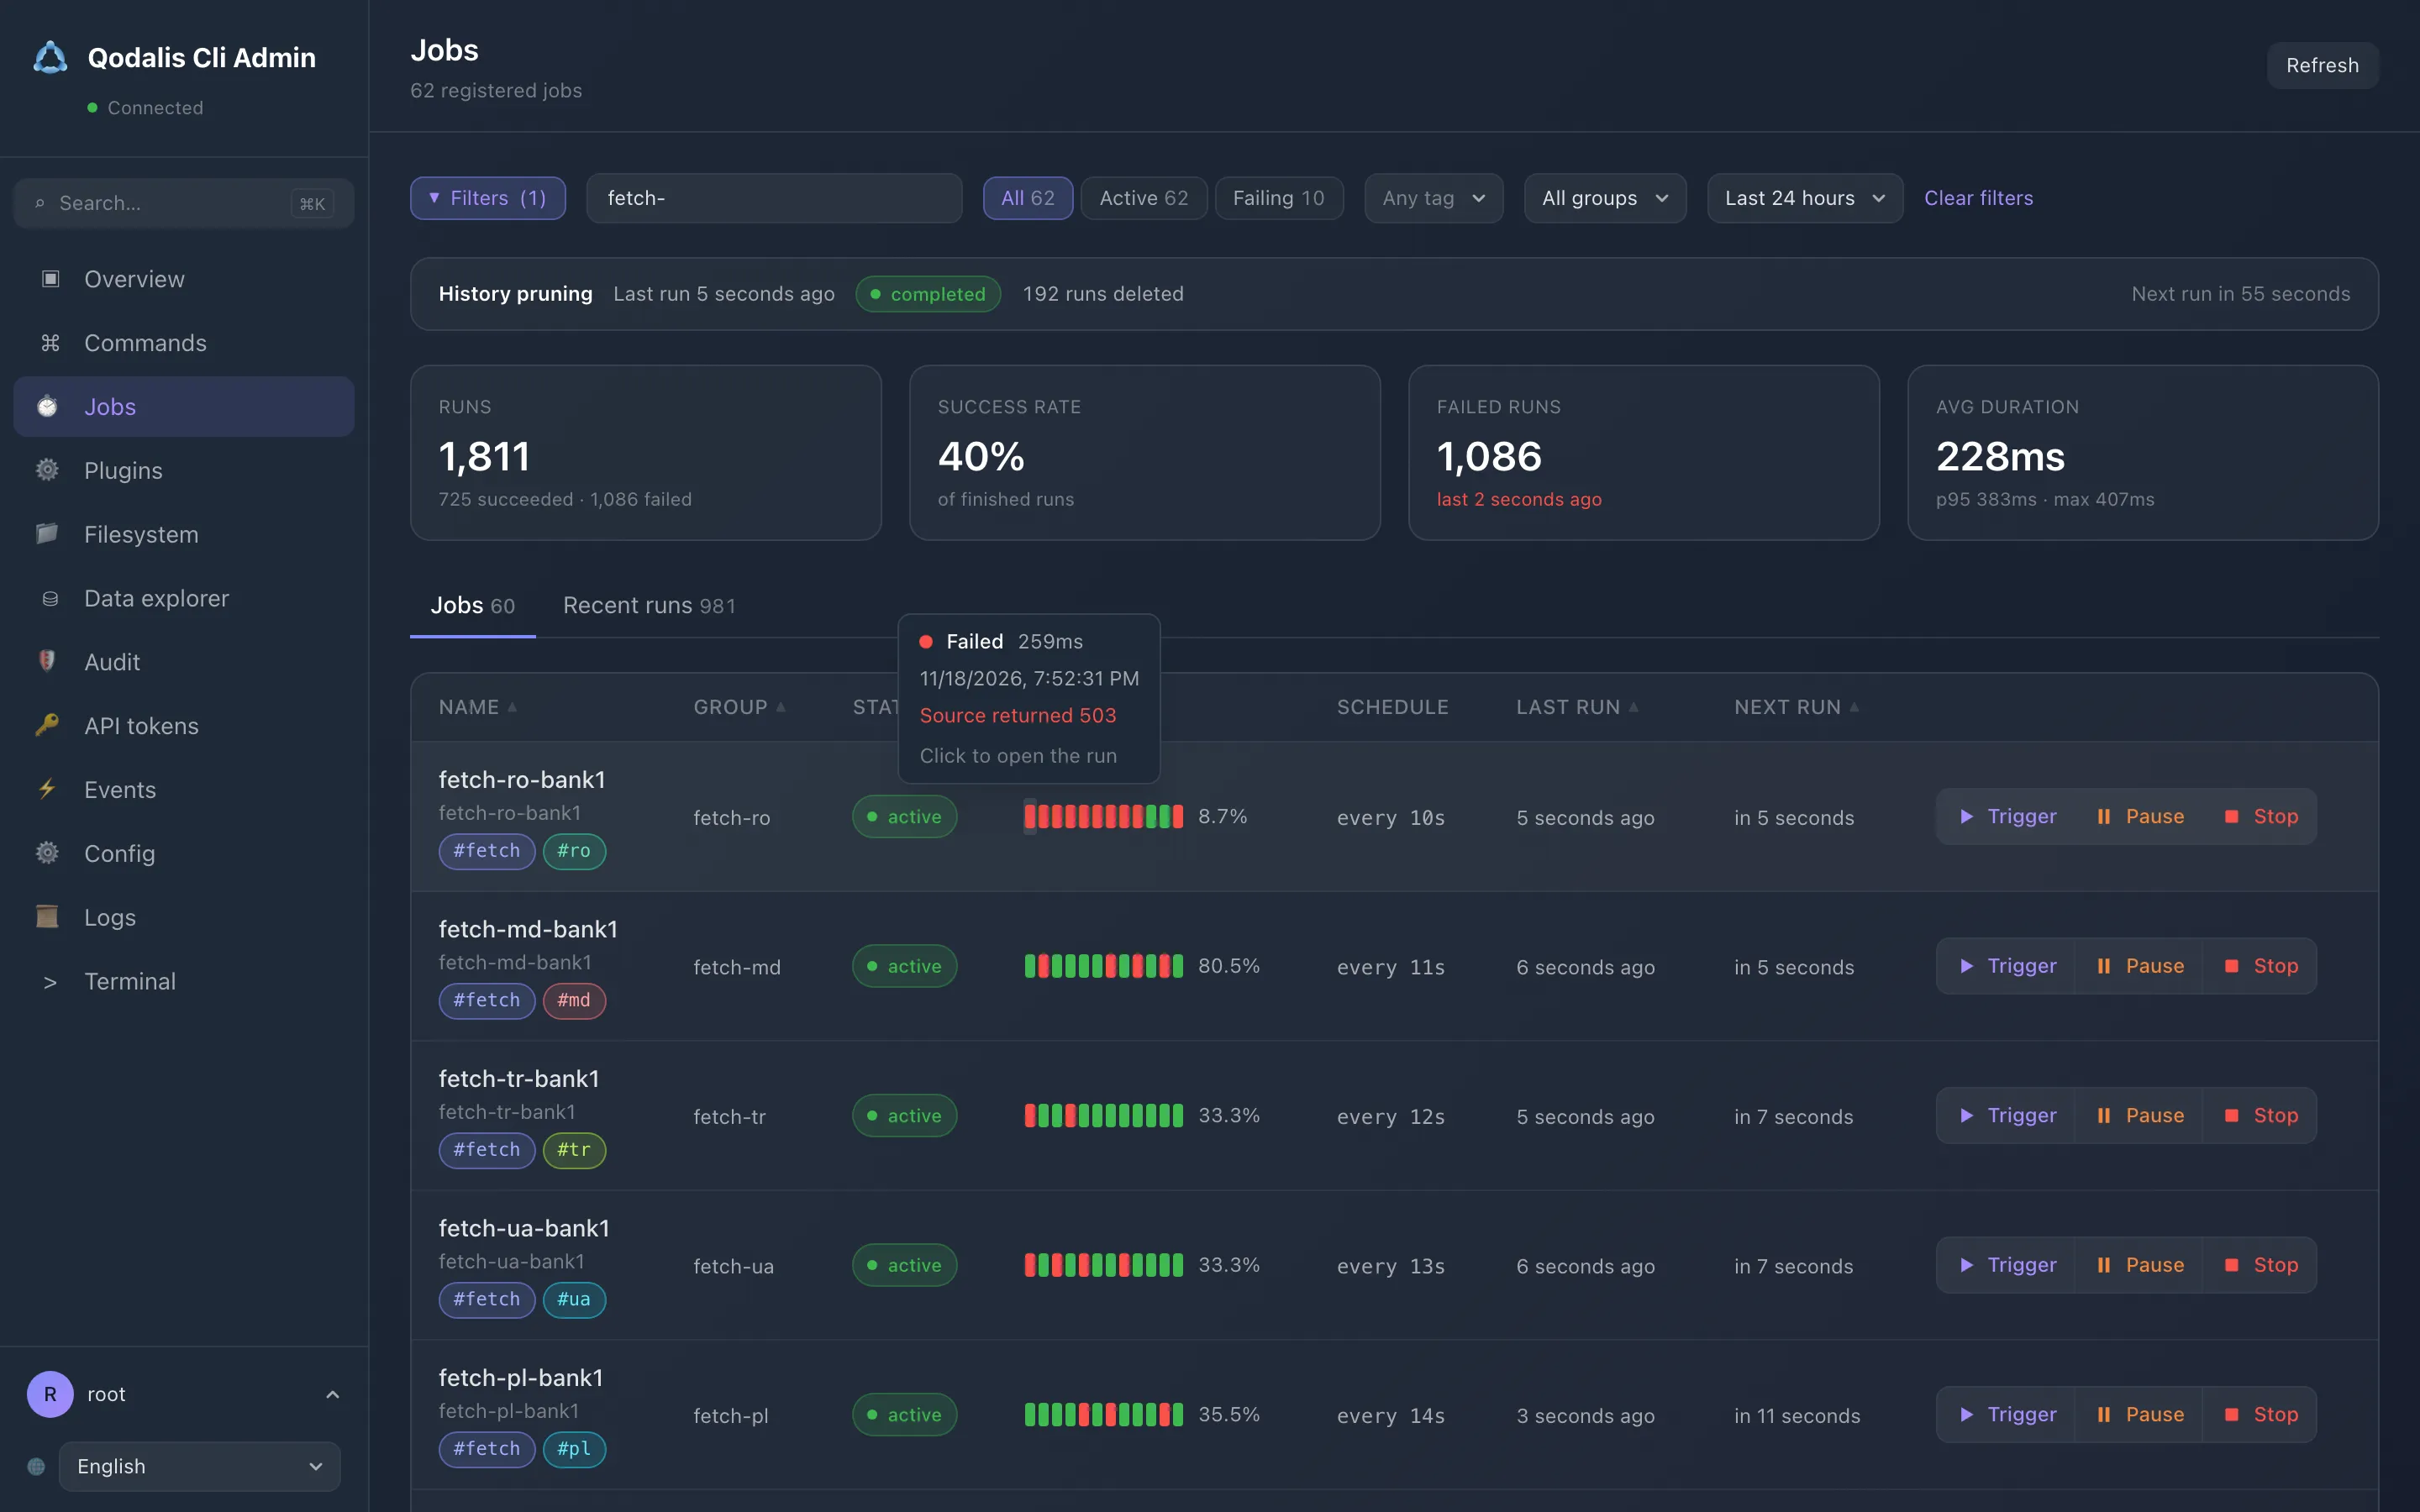 Qodalis Cli Admin
Connected
Search...
⌘K
Overview
Commands
Jobs
Plugins
Filesystem
Data explorer
Audit
API tokens
Events
Config
Logs
Terminal
R
root
English
Jobs
62 registered jobs
Refresh
▼ Filters (1)
fetch-
All 62
Active 62
Failing 10
Any tag
All groups
Last 24 hours
Clear filters
History pruning Last run 5 seconds ago completed 192 runs deleted
Next run in 55 seconds
RUNS
1,811
725 succeeded · 1,086 failed
SUCCESS RATE
40%
of finished runs
FAILED RUNS
1,086
last 2 seconds ago
AVG DURATION
228ms
p95 383ms · max 407ms
Jobs 60
Recent runs 981
Failed 259ms
11/18/2026, 7:52:31 PM
Source returned 503
Click to open the run
NAME ▲ GROUP ▲ STAT SCHEDULE LAST RUN ▲ NEXT RUN ▲
fetch-ro-bank1
fetch-ro-bank1
#fetch #ro
fetch-ro active 8.7% every 10s 5 seconds ago in 5 seconds Trigger Pause Stop
fetch-md-bank1
fetch-md-bank1
#fetch #md
fetch-md active 80.5% every 11s 6 seconds ago in 5 seconds Trigger Pause Stop
fetch-tr-bank1
fetch-tr-bank1
#fetch #tr
fetch-tr active 33.3% every 12s 5 seconds ago in 7 seconds Trigger Pause Stop
fetch-ua-bank1
fetch-ua-bank1
#fetch #ua
fetch-ua active 33.3% every 13s 6 seconds ago in 7 seconds Trigger Pause Stop
fetch-pl-bank1
fetch-pl-bank1
#fetch #pl
fetch-pl active 35.5% every 14s 3 seconds ago in 11 seconds Trigger Pause Stop